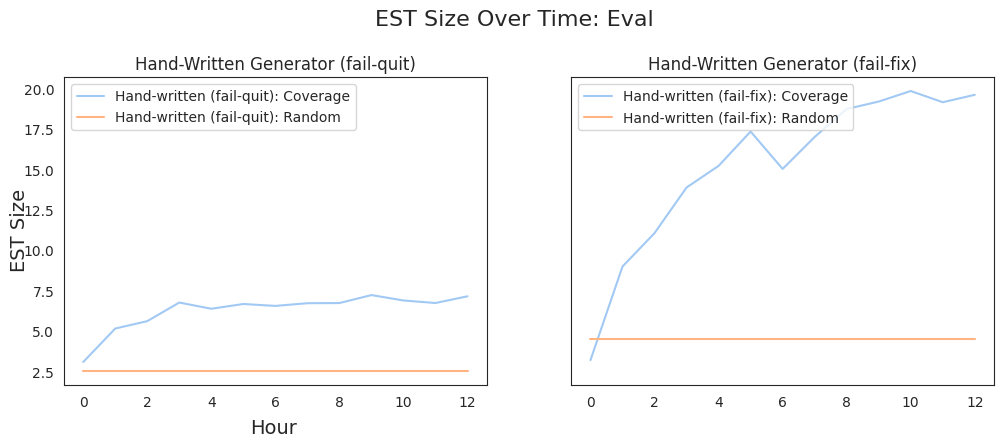 EST Size Over Time: Eval
Hand-Written Generator (fail-quit)
Hand-written (fail-quit): Coverage
Hand-written (fail-quit): Random
EST Size
20.0
17.5
15.0
12.5
10.0
7.5
5.0
2.5
0 2 4 6 8 10 12
Hour
Hand-Written Generator (fail-fix)
Hand-written (fail-fix): Coverage
Hand-written (fail-fix): Random
0 2 4 6 8 10 12